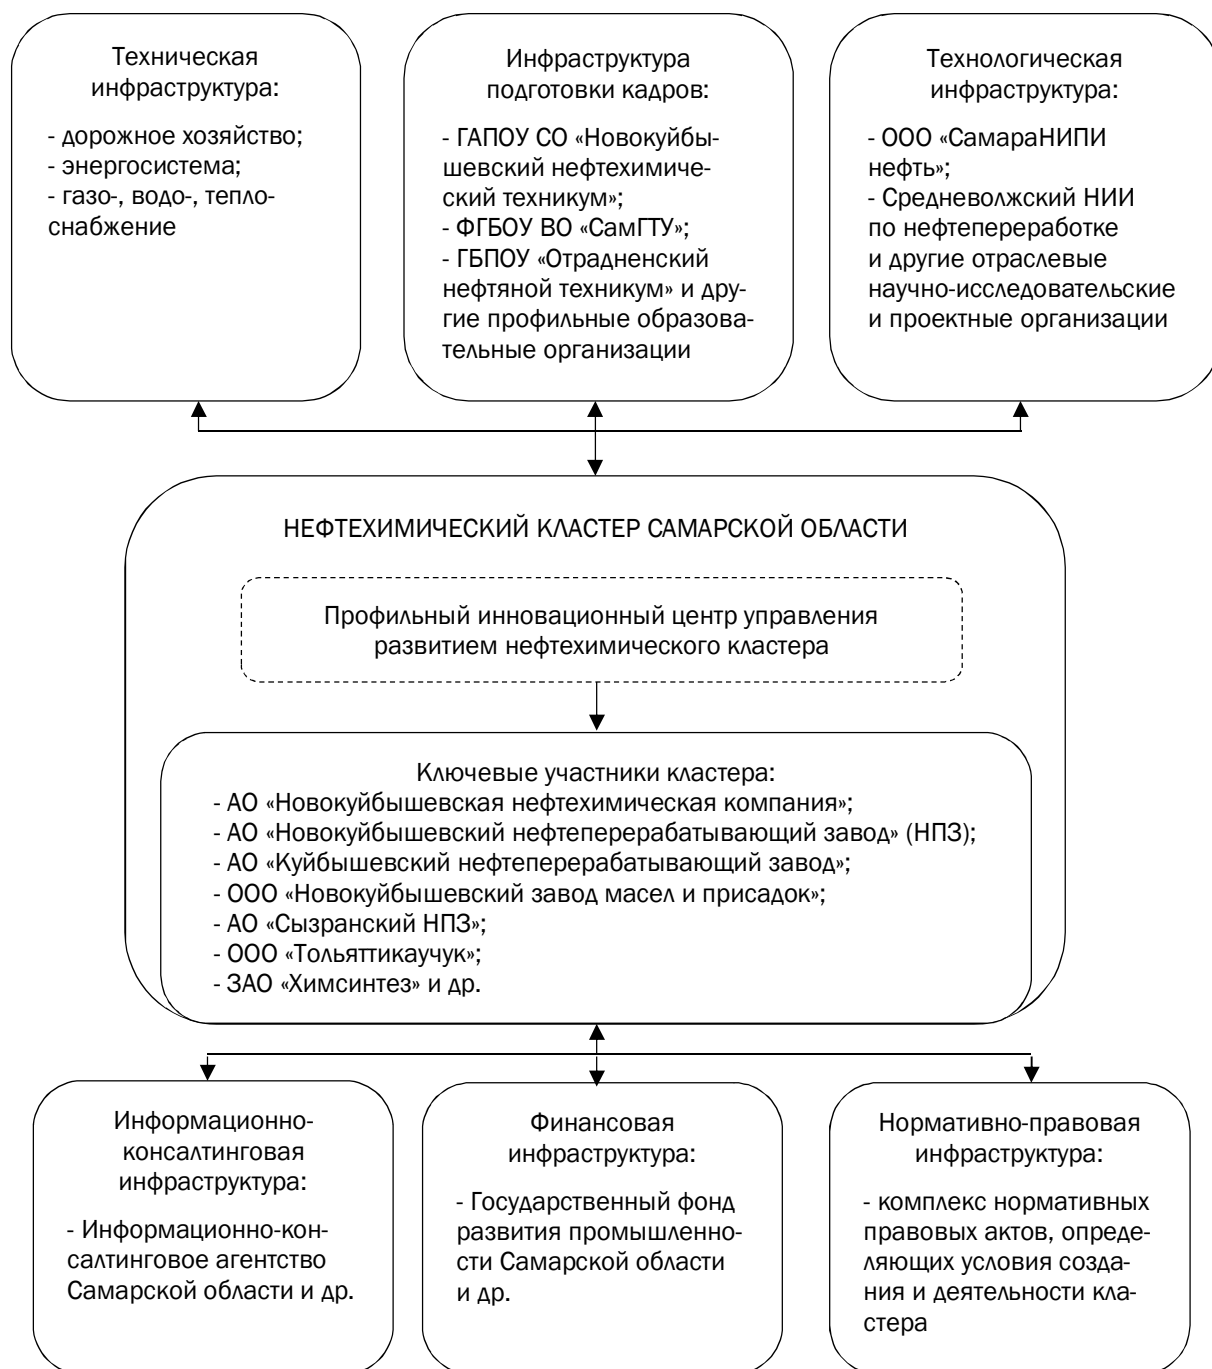 Техническая
инфраструктура:
- дорожное хозяйство;
- энергосистема;
- газо-, водо-, тепло-
снабжение
Инфраструктура
подготовки кадров:
- ГАПОУ СО «Новокуйбы-
шевский нефтехимиче-
ский техникум»;
- ФГБОУ ВО «СамГТУ»;
- ГБПОУ «Отрадненский
нефтяной техникум» и дру-
гие профильные образова-
тельные организации
Технологическая
инфраструктура:
- ООО «СамараНИПИ
нефть»;
- Средневолжский НИИ
по нефтепереработке
и другие отраслевые
научно-исследовательские
и проектные организации
НЕФТЕХИМИЧЕСКИЙ КЛАСТЕР САМАРСКОЙ ОБЛАСТИ
Профильный инновационный центр управления
развитием нефтехимического кластера
Ключевые участники кластера:
- АО «Новокуйбышевская нефтехимическая компания»;
- АО «Новокуйбышевский нефтеперерабатывающий завод» (НПЗ);
- АО «Куйбышевский нефтеперерабатывающий завод»;
- ООО «Новокуйбышевский завод масел и присадок»;
- АО «Сызранский НПЗ»;
- ООО «Тольяттикаучук»;
- ЗАО «Химсинтез» и др.
Информационно-
консалтинговая
инфраструктура:
- Информационно-кон-
салтинговое агентство
Самарской области и др.
Финансовая
инфраструктура:
- Государственный фонд
развития промышленно-
сти Самарской области
и др.
Нормативно-правовая
инфраструктура:
- комплекс нормативных
правовых актов, опреде-
ляющих условия созда-
ния и деятельности кла-
стера